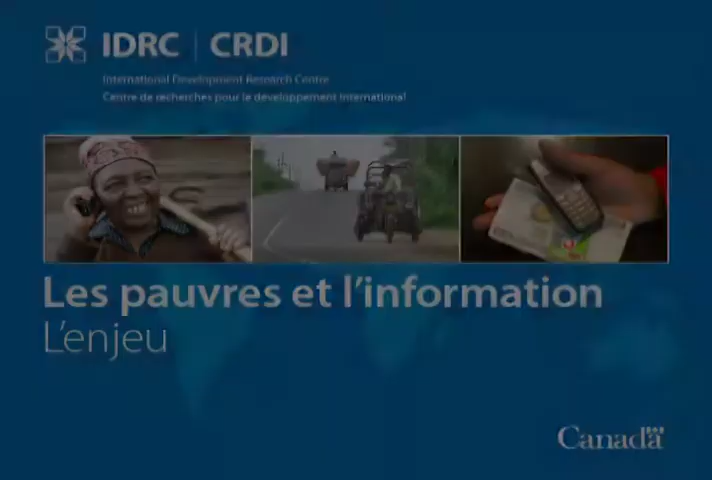 IDRC | CRDI
International Development Research Centre
Centre de recherches pour le développement international
Les pauvres et l'information
L'enjeu
Canada